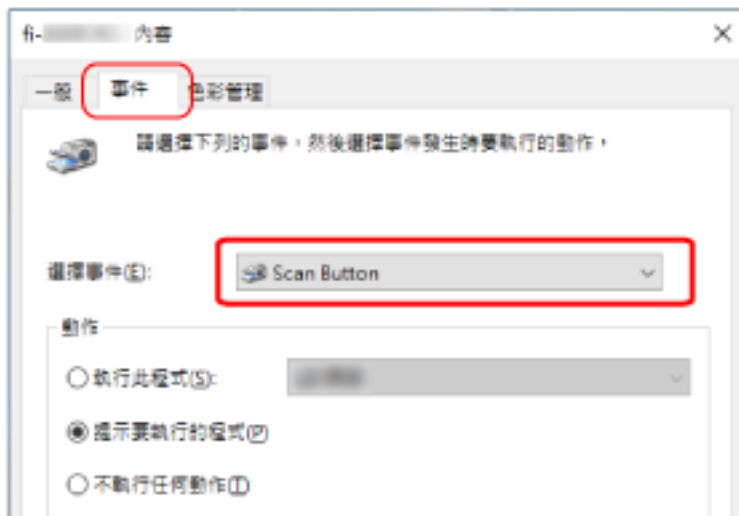 fi- 內容
一般 事件 色彩管理
請選擇下列的事件，然後選擇事件發生時要執行的動作，
選擇事件(E):
Scan Button
動作
執行此程式(S):
提示要執行的程式(P)
不執行任何動作(T)